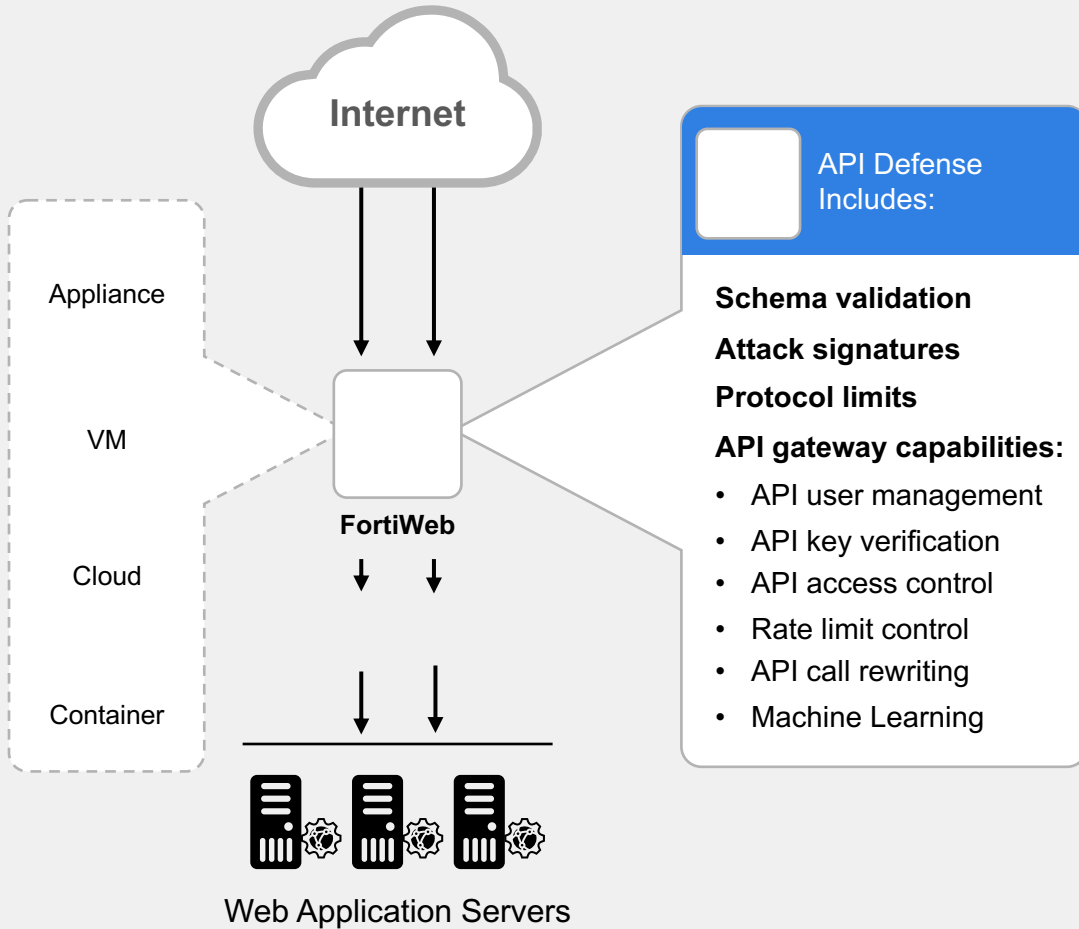 Internet
Appliance
VM
Cloud
Container
FortiWeb
API Defense
Includes:
Schema validation
Attack signatures
Protocol limits
API gateway capabilities:
• API user management
• API key verification
• API access control
• Rate limit control
• API call rewriting
• Machine Learning
Web Application Servers